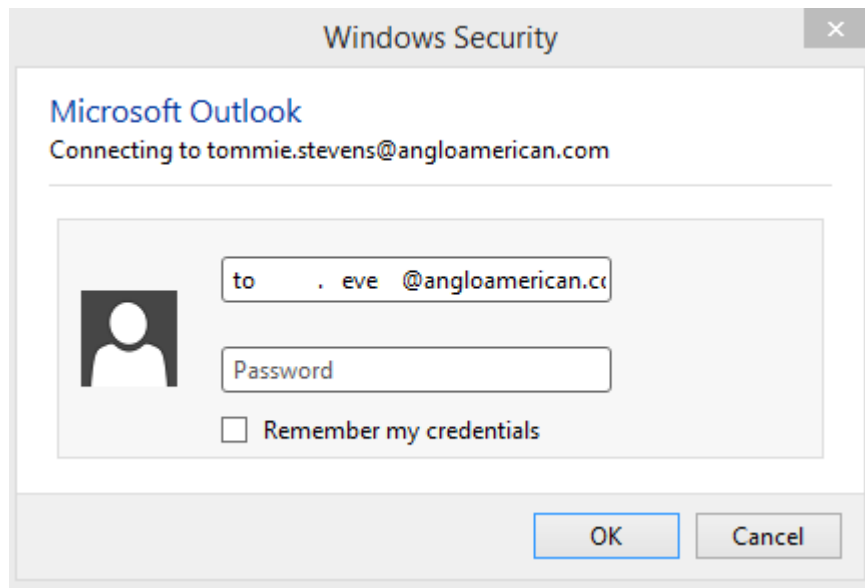 Windows Security
Microsoft Outlook
Connecting to tommie.stevens@angloamerican.com
to . eve @angloamerican.co
Password
Remember my credentials
OK
Cancel